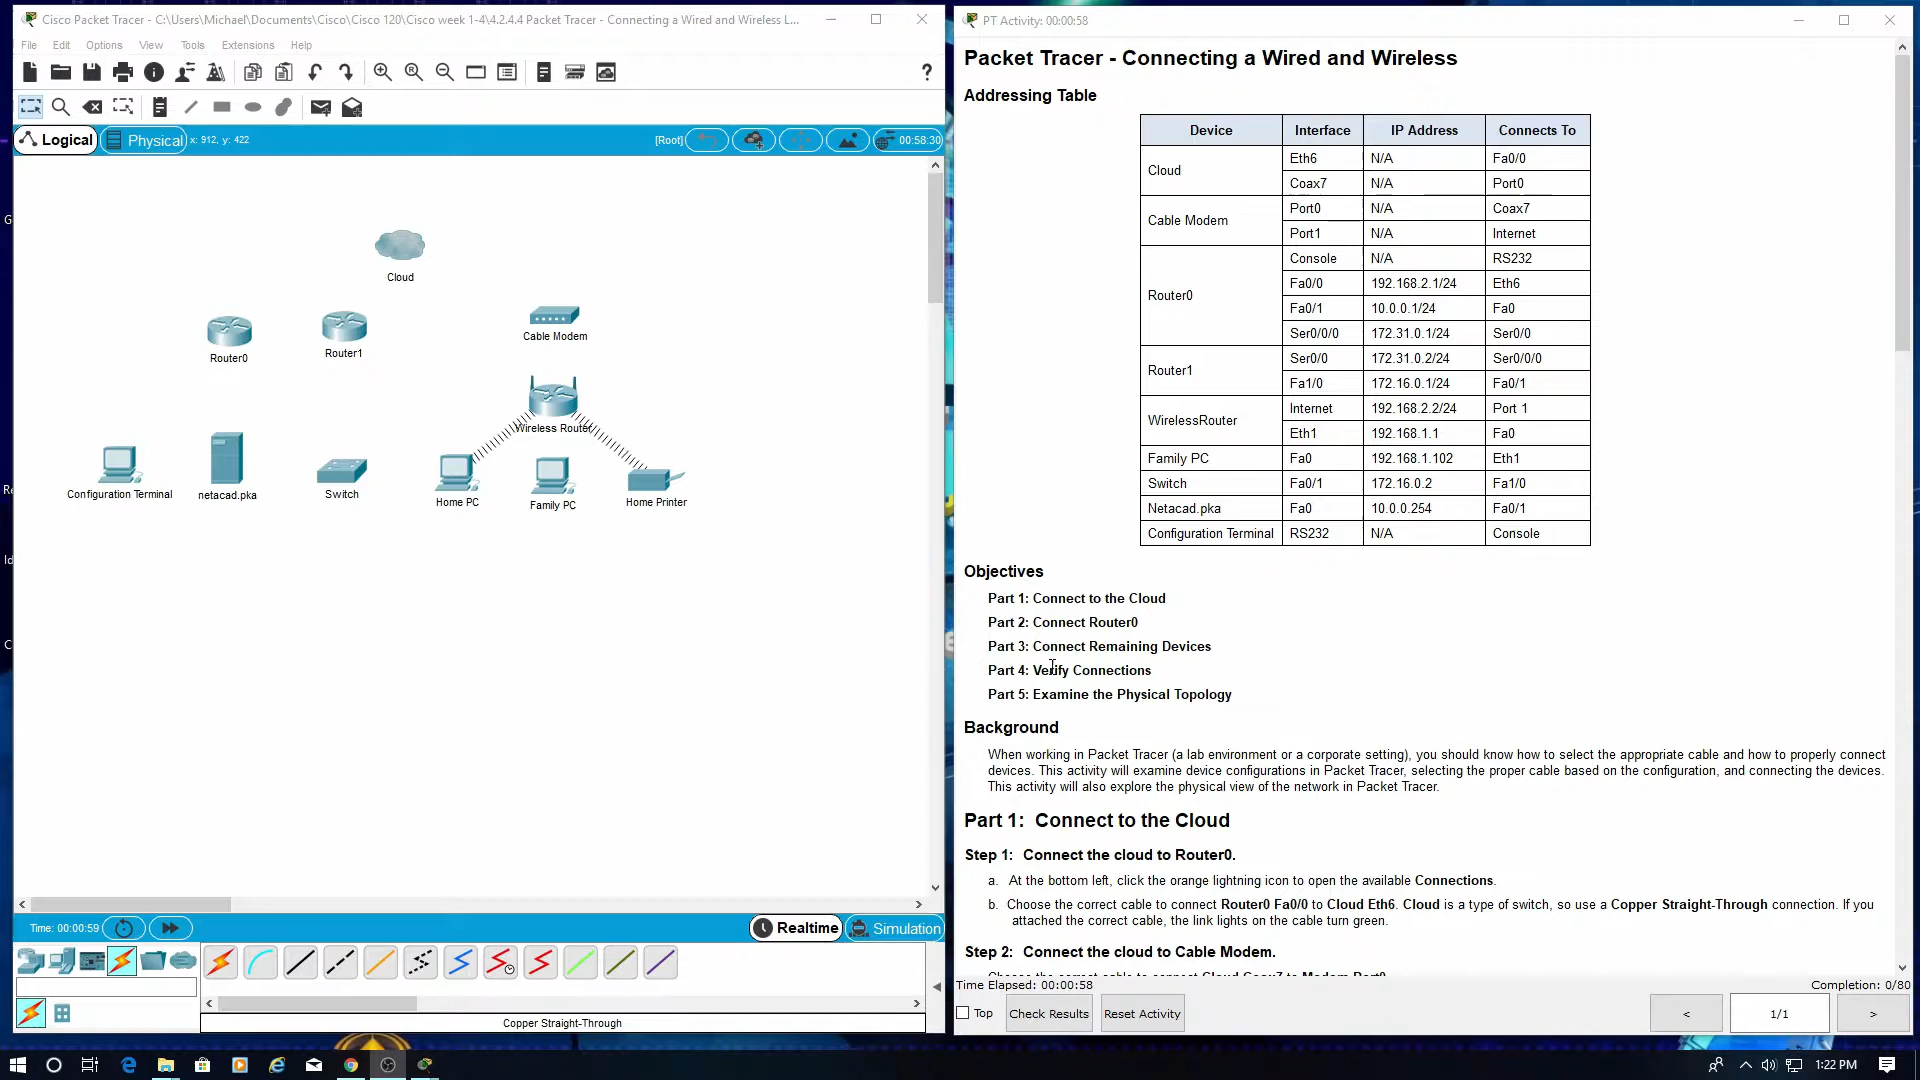 Cisco Packet Tracer - C:\Users\Michael\Documents\Cisco\Cisco 120\Cisco week 1-4\4.2.4.4 Packet Tracer - Connecting a Wired and Wireless L...
File Edit Options View Tools Extensions Help
Logical Physical x: 912, y: 422 [Root] 00:58:30
Cloud
Router0
Router1
Cable Modem
Wireless Router
Configuration Terminal
netacad.pka
Switch
Home PC
Family PC
Home Printer
Time: 00:00:59 Realtime Simulation
Copper Straight-Through
PT Activity: 00:00:58
Packet Tracer - Connecting a Wired and Wireless
Addressing Table
Device Interface IP Address Connects To
Cloud Eth6 N/A Fa0/0
Coax7 N/A Port0
Cable Modem Port0 N/A Coax7
Port1 N/A Internet
Router0 Console N/A RS232
Fa0/0 192.168.2.1/24 Eth6
Fa0/1 10.0.0.1/24 Fa0
Ser0/0/0 172.31.0.1/24 Ser0/0
Router1 Ser0/0 172.31.0.2/24 Ser0/0/0
Fa1/0 172.16.0.1/24 Fa0/1
WirelessRouter Internet 192.168.2.2/24 Port 1
Eth1 192.168.1.1 Fa0
Family PC Fa0 192.168.1.102 Eth1
Switch Fa0/1 172.16.0.2 Fa1/0
Netacad.pka Fa0 10.0.0.254 Fa0/1
Configuration Terminal RS232 N/A Console
Objectives
Part 1: Connect to the Cloud
Part 2: Connect Router0
Part 3: Connect Remaining Devices
Part 4: Verify Connections
Part 5: Examine the Physical Topology
Background
When working in Packet Tracer (a lab environment or a corporate setting), you should know how to select the appropriate cable and how to properly connect
devices. This activity will examine device configurations in Packet Tracer, selecting the proper cable based on the configuration, and connecting the devices.
This activity will also explore the physical view of the network in Packet Tracer.
Part 1: Connect to the Cloud
Step 1: Connect the cloud to Router0.
a. At the bottom left, click the orange lightning icon to open the available Connections.
b. Choose the correct cable to connect Router0 Fa0/0 to Cloud Eth6. Cloud is a type of switch, so use a Copper Straight-Through connection. If you
attached the correct cable, the link lights on the cable turn green.
Step 2: Connect the cloud to Cable Modem.
Choose the correct cable to connect Cloud Coax7 to Modem Port0.
Time Elapsed: 00:00:58 Completion: 0/80
Top Check Results Reset Activity < 1/1 >
1:22 PM